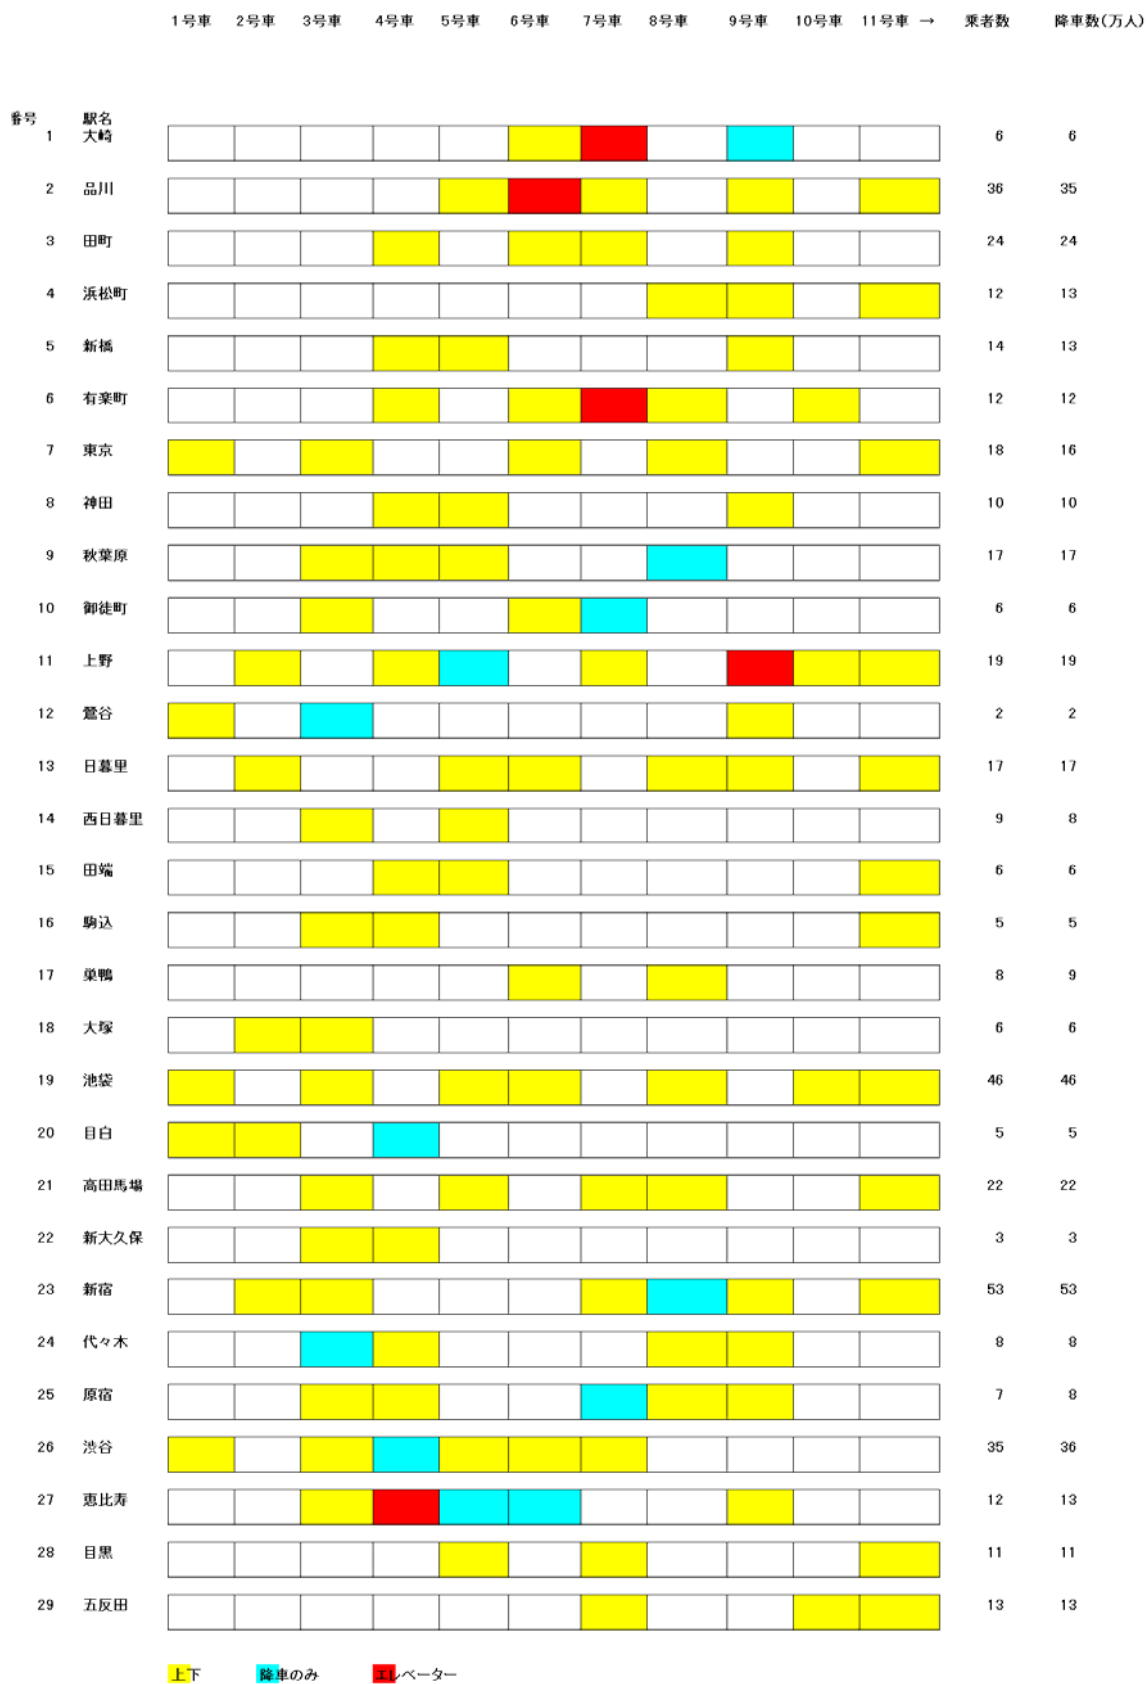 1号車 2号車 3号車 4号車 5号車 6号車 7号車 8号車 9号車 10号車 11号車 → 乗者数 降車数(万人)
番号 駅名
1 大崎 6 6
2 品川 36 35
3 田町 24 24
4 浜松町 12 13
5 新橋 14 13
6 有楽町 12 12
7 東京 18 16
8 神田 10 10
9 秋葉原 17 17
10 御徒町 6 6
11 上野 19 19
12 鶯谷 2 2
13 日暮里 17 17
14 西日暮里 9 8
15 田端 6 6
16 駒込 5 5
17 巣鴨 8 9
18 大塚 6 6
19 池袋 46 46
20 目白 5 5
21 高田馬場 22 22
22 新大久保 3 3
23 新宿 53 53
24 代々木 8 8
25 原宿 7 8
26 渋谷 35 36
27 恵比寿 12 13
28 目黒 11 11
29 五反田 13 13
上下 降車のみ エレベーター